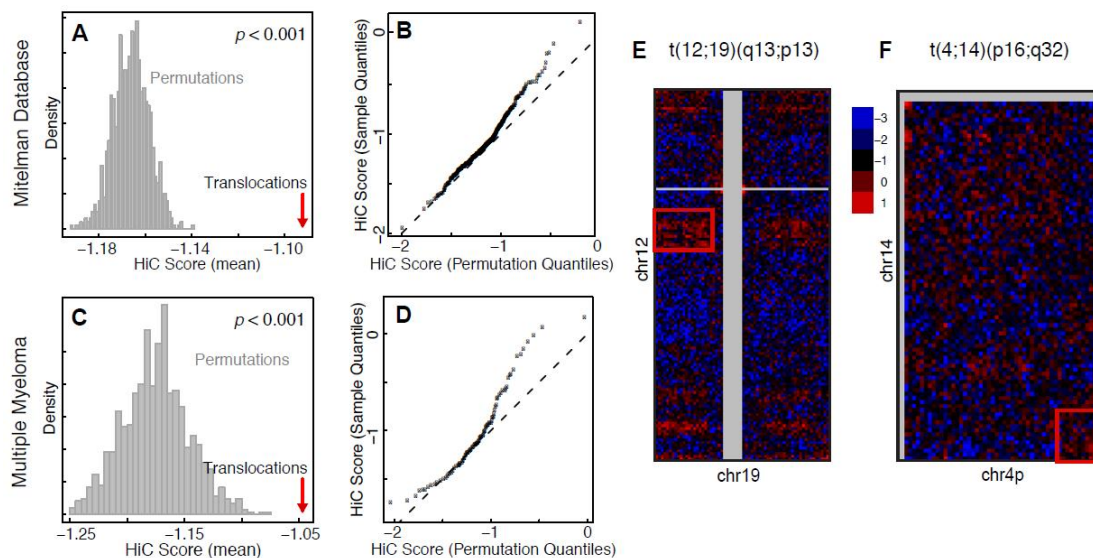 Mitelman Database
A
p < 0.001
Permutations
Density
Translocations
−1.18
−1.14
−1.10
HiC Score (mean)
B
HiC Score (Sample Quantiles)
0
−1
−2
−2
−1
0
HiC Score (Permutation Quantiles)
Multiple Myeloma
C
p < 0.001
Permutations
Density
Translocations
−1.25
−1.15
−1.05
HiC Score (mean)
D
HiC Score (Sample Quantiles)
0
−1
−2
−1
0
HiC Score (Permutation Quantiles)
E
t(12;19)(q13;p13)
chr12
chr19
F
t(4;14)(p16;q32)
−3
−2
−1
0
1
chr14
chr4p